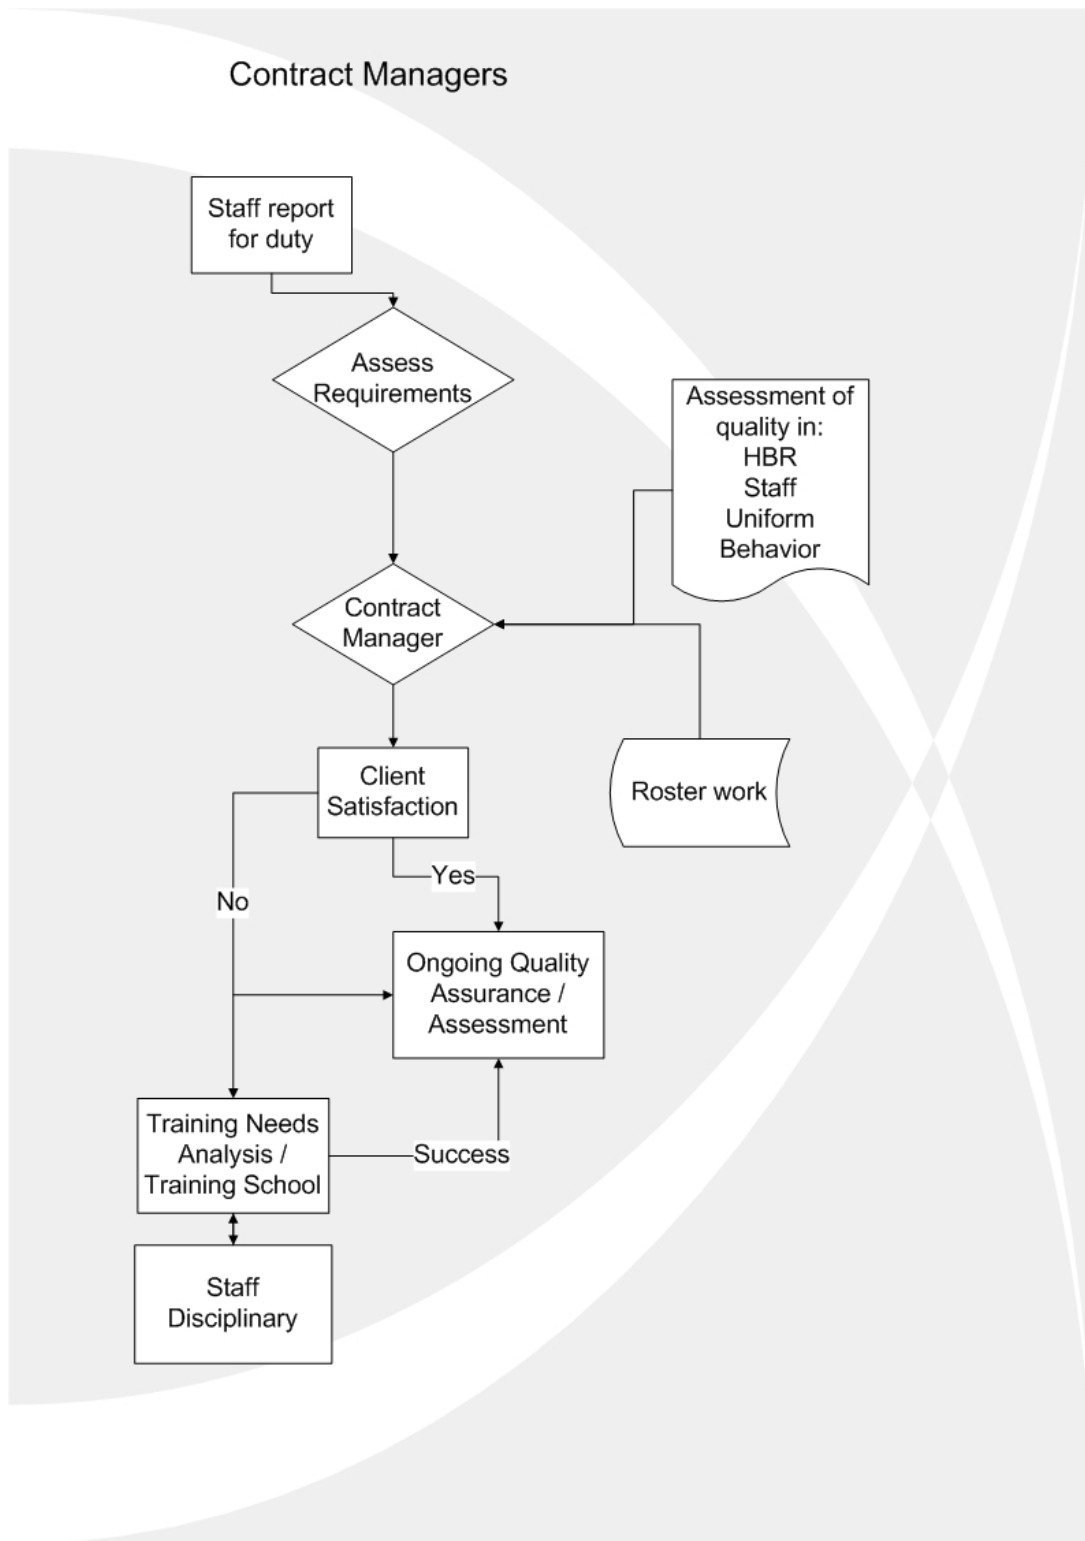 Contract Managers
Staff report
for duty
Assess
Requirements
Assessment of
quality in:
HBR
Staff
Uniform
Behavior
Contract
Manager
Client
Satisfaction
Roster work
Yes
No
Ongoing Quality
Assurance /
Assessment
Training Needs
Analysis /
Training School
Success
Staff
Disciplinary